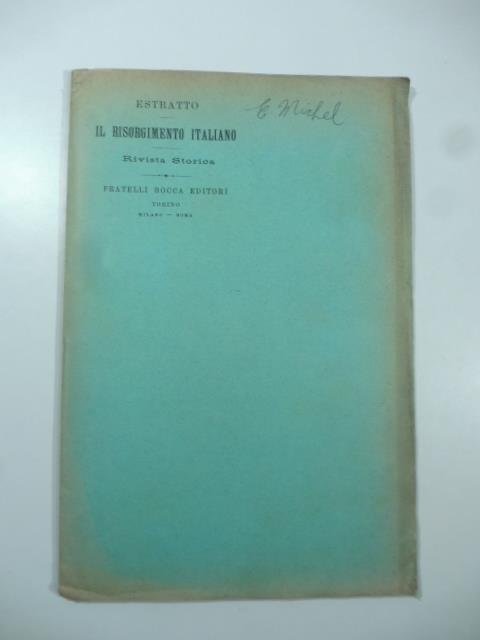 ESTRATTO
E. Michel
IL RISORGIMENTO ITALIANO
Rivista Storica
FRATELLI BOCCA EDITORI
TORINO
MILANO — ROMA